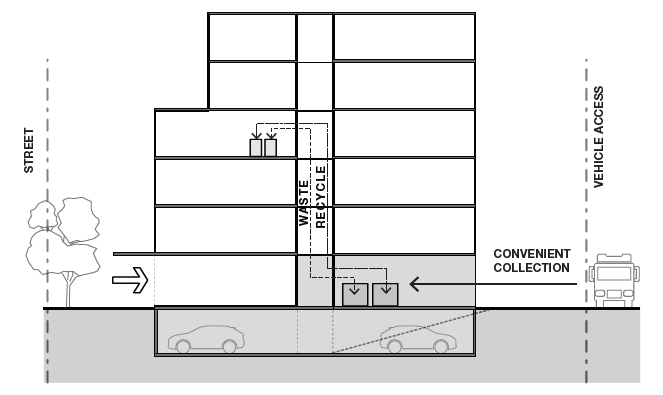 STREET
WASTE
RECYCLE
VEHICLE ACCESS
CONVENIENT
COLLECTION